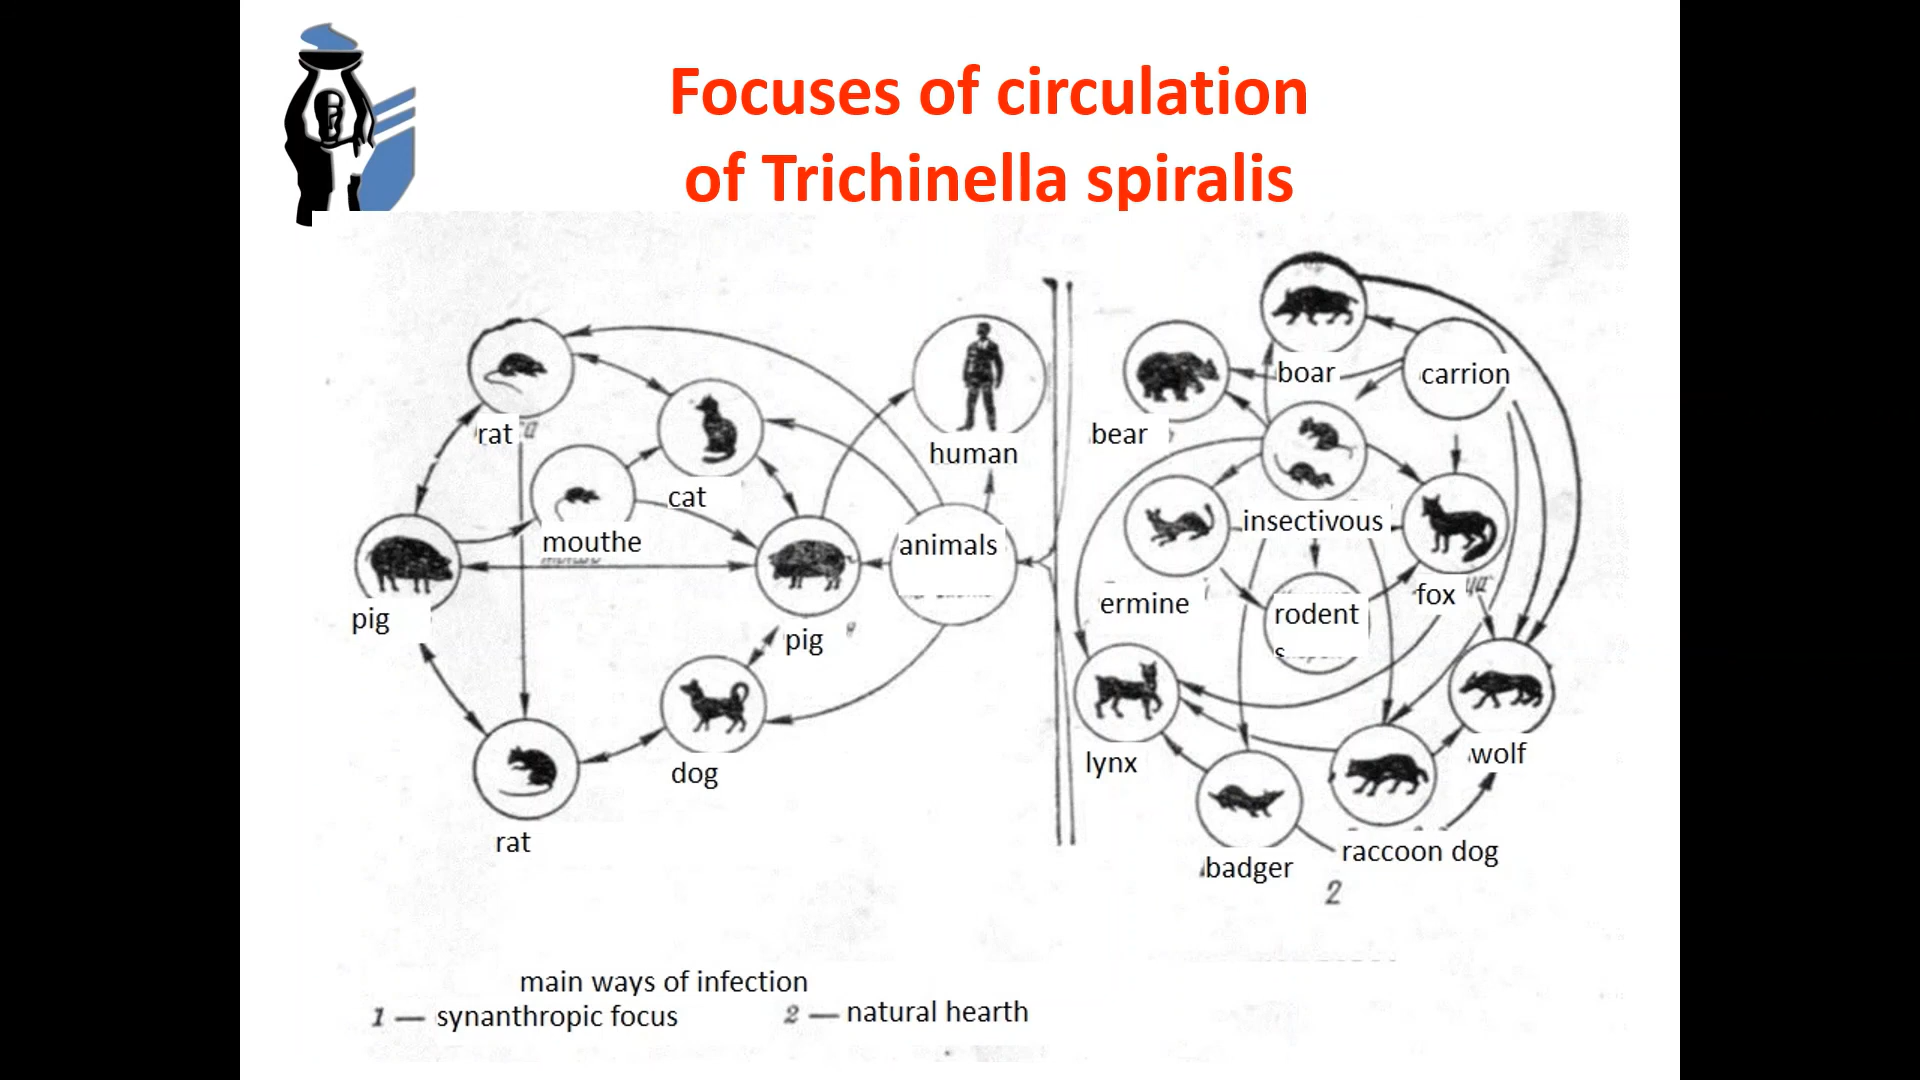 Focuses of circulation
of Trichinella spiralis
rat
cat
mouthe
pig
pig
dog
rat
human
animals
boar
carrion
bear
insectivous
ermine
rodent
s
fox
lynx
wolf
badger
raccoon dog
2
main ways of infection
1 — synanthropic focus
2 — natural hearth